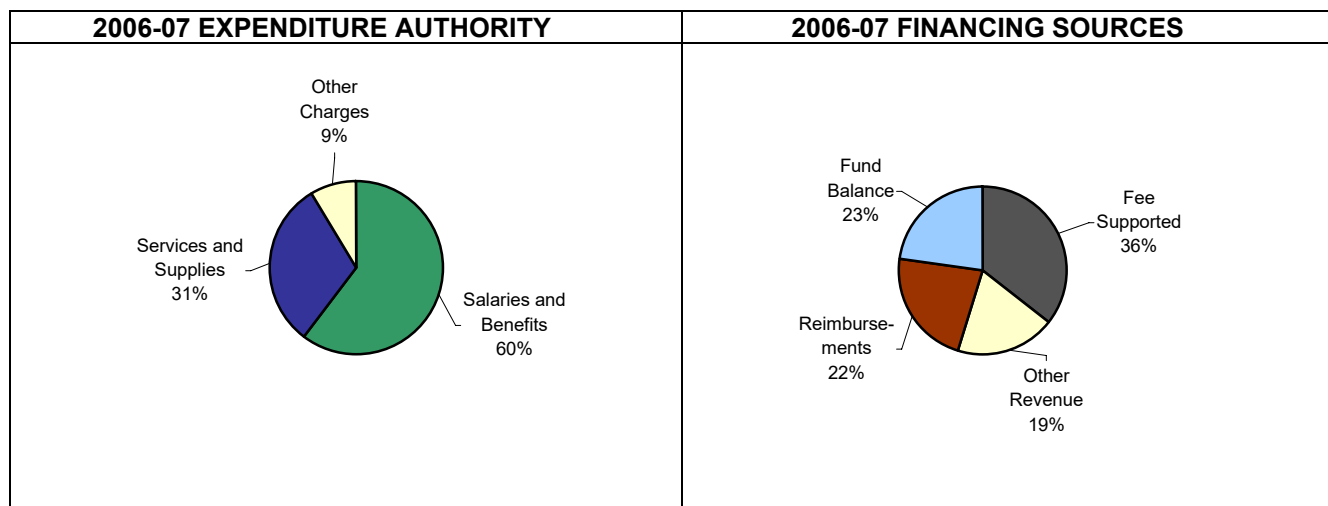 2006-07 EXPENDITURE AUTHORITY
Other
Charges
9%
Services and
Supplies
31%
Salaries and
Benefits
60%
2006-07 FINANCING SOURCES
Fund
Balance
23%
Fee
Supported
36%
Reimburse-
ments
22%
Other
Revenue
19%